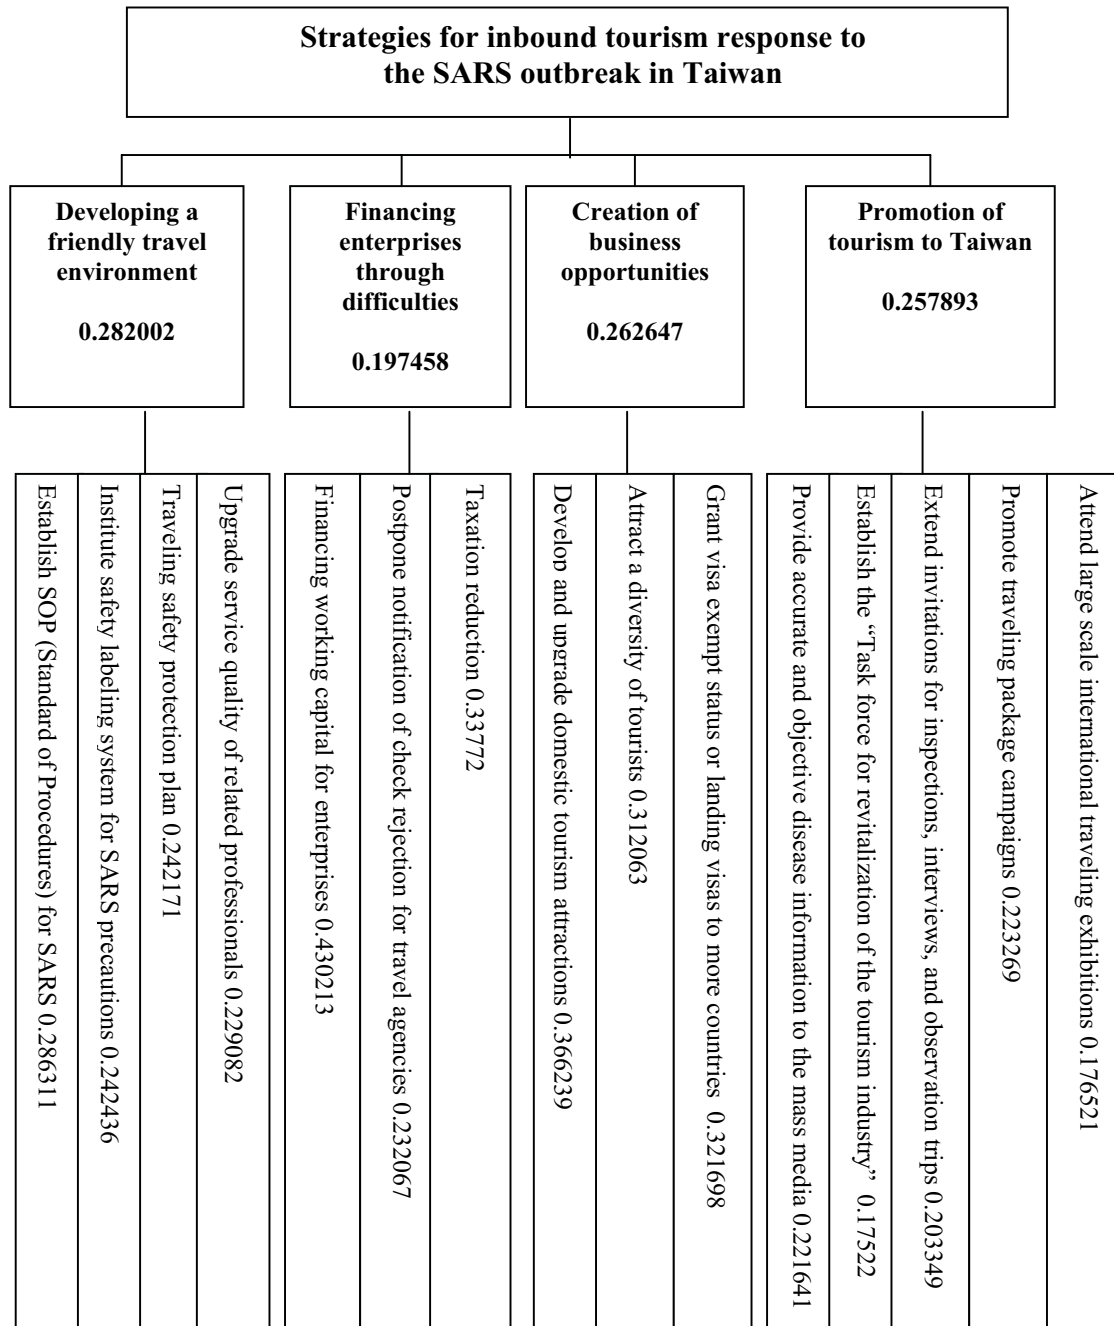 Strategies for inbound tourism response to
the SARS outbreak in Taiwan
Developing a
friendly travel
environment
0.282002
Financing
enterprises
through
difficulties
0.197458
Creation of
business
opportunities
0.262647
Promotion of
tourism to Taiwan
0.257893
Establish SOP (Standard of Procedures) for SARS 0.286311
Institute safety labeling system for SARS precautions 0.242436
Traveling safety protection plan 0.242171
Upgrade service quality of related professionals 0.229082
Financing working capital for enterprises 0.430213
Postpone notification of check rejection for travel agencies 0.232067
Taxation reduction 0.33772
Develop and upgrade domestic tourism attractions 0.366239
Attract a diversity of tourists 0.312063
Grant visa exempt status or landing visas to more countries 0.321698
Provide accurate and objective disease information to the mass media 0.221641
Establish the “Task force for revitalization of the tourism industry” 0.17522
Extend invitations for inspections, interviews, and observation trips 0.203349
Promote traveling package campaigns 0.223269
Attend large scale international traveling exhibitions 0.176521